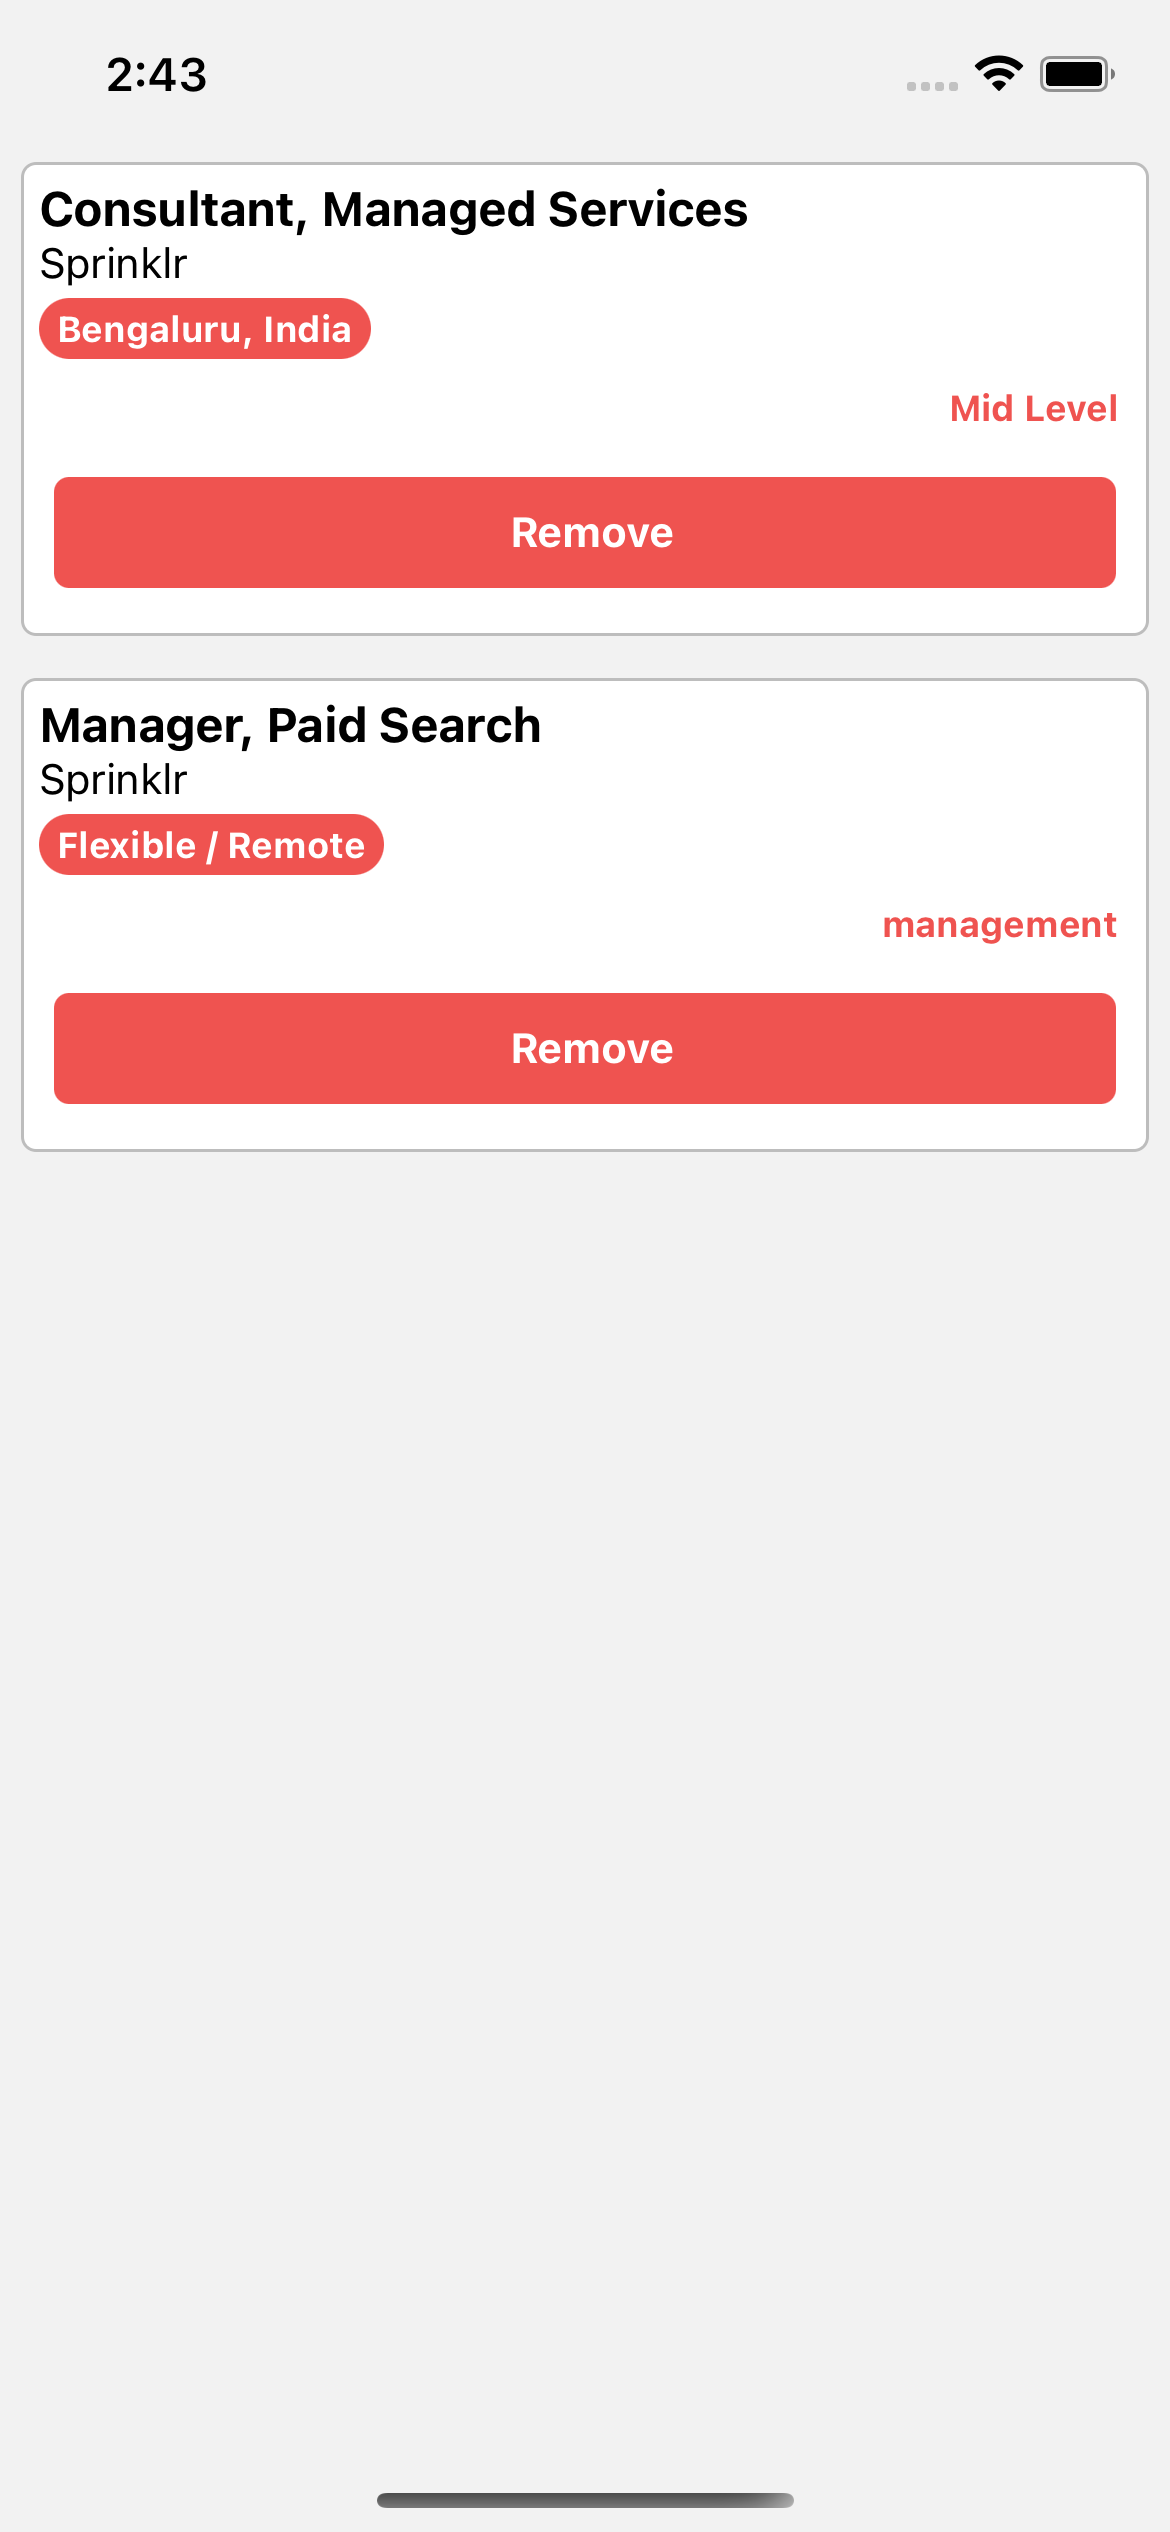 2:43
Consultant, Managed Services
Sprinklr
Bengaluru, India
Mid Level
Remove
Manager, Paid Search
Sprinklr
Flexible / Remote
management
Remove